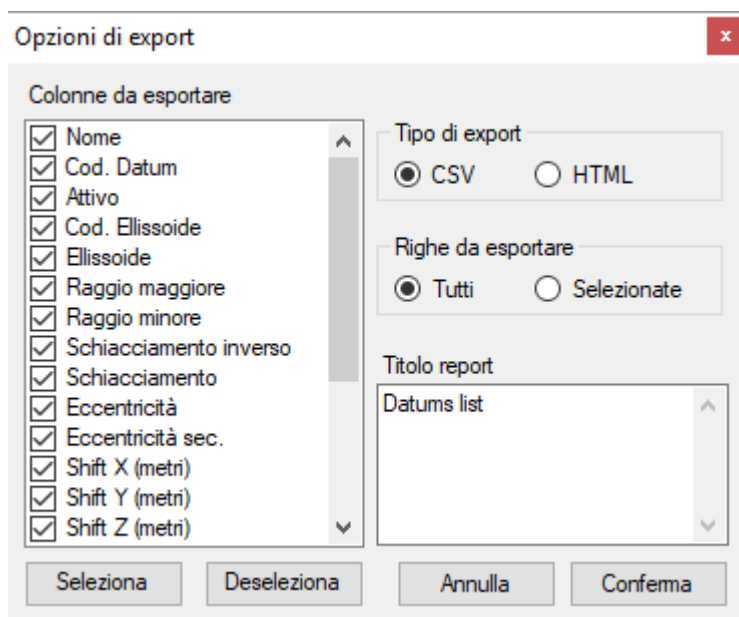 Opzioni di export
x
Colonne da esportare
Nome
Cod. Datum
Attivo
Cod. Ellissoide
Ellissoide
Raggio maggiore
Raggio minore
Schiacciamento inverso
Schiacciamento
Eccentricità
Eccentricità sec.
Shift X (metri)
Shift Y (metri)
Shift Z (metri)
Seleziona Deseleziona
Tipo di export
CSV HTML
Righe da esportare
Tutti Selezionate
Titolo report
Datums list
Annulla Conferma